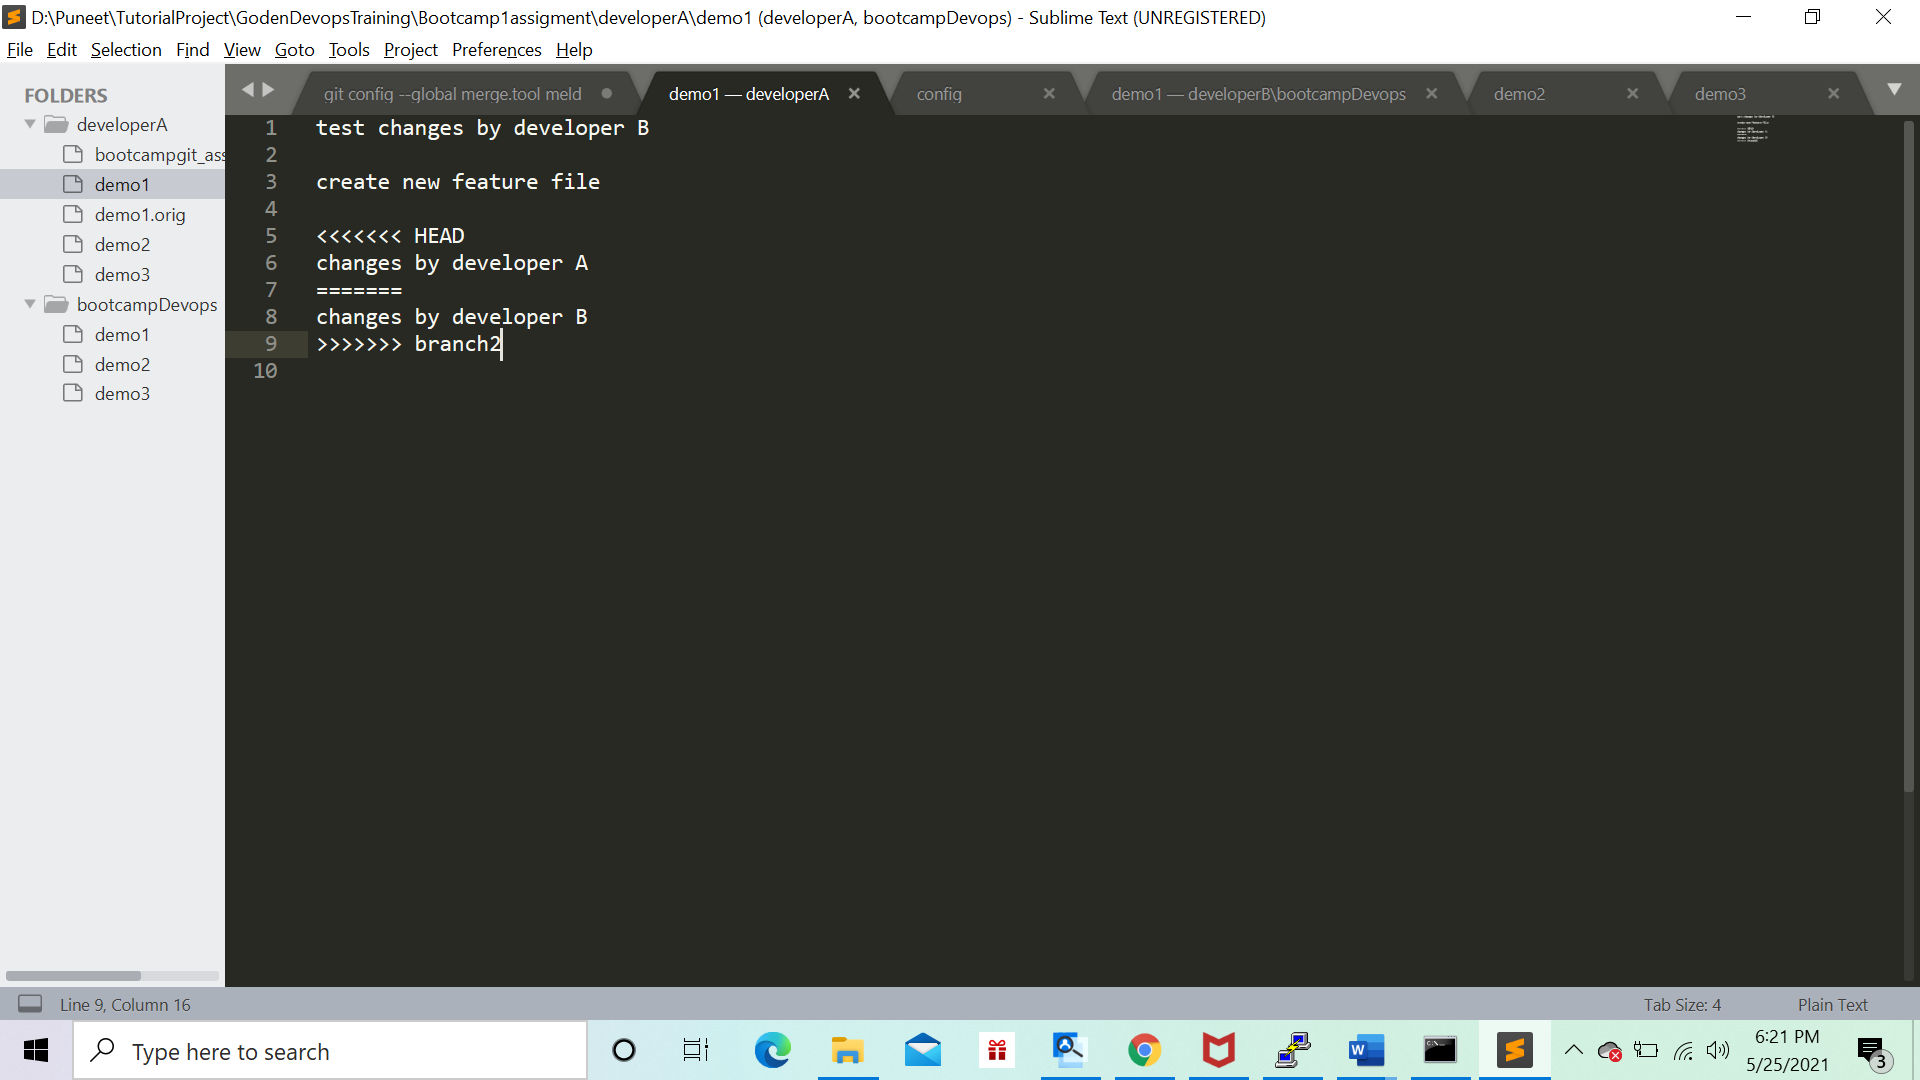 D:\Puneet\TutorialProject\GodenDevopsTraining\Bootcamp1assigment\developerA\demo1 (developerA, bootcampDevops) - Sublime Text (UNREGISTERED)
File Edit Selection Find View Goto Tools Project Preferences Help
FOLDERS
developerA
bootcampgit_ass
demo1
demo1.orig
demo2
demo3
bootcampDevops
demo1
demo2
demo3
git config --global merge.tool meld
demo1 — developerA
config
demo1 — developerB\bootcampDevops
demo2
demo3
1 test changes by developer B
2
3 create new feature file
4
5 <<<<<<< HEAD
6 changes by developer A
7 =======
8 changes by developer B
9 >>>>>>> branch2
10
Line 9, Column 16
Tab Size: 4
Plain Text
Type here to search
6:21 PM
5/25/2021
3